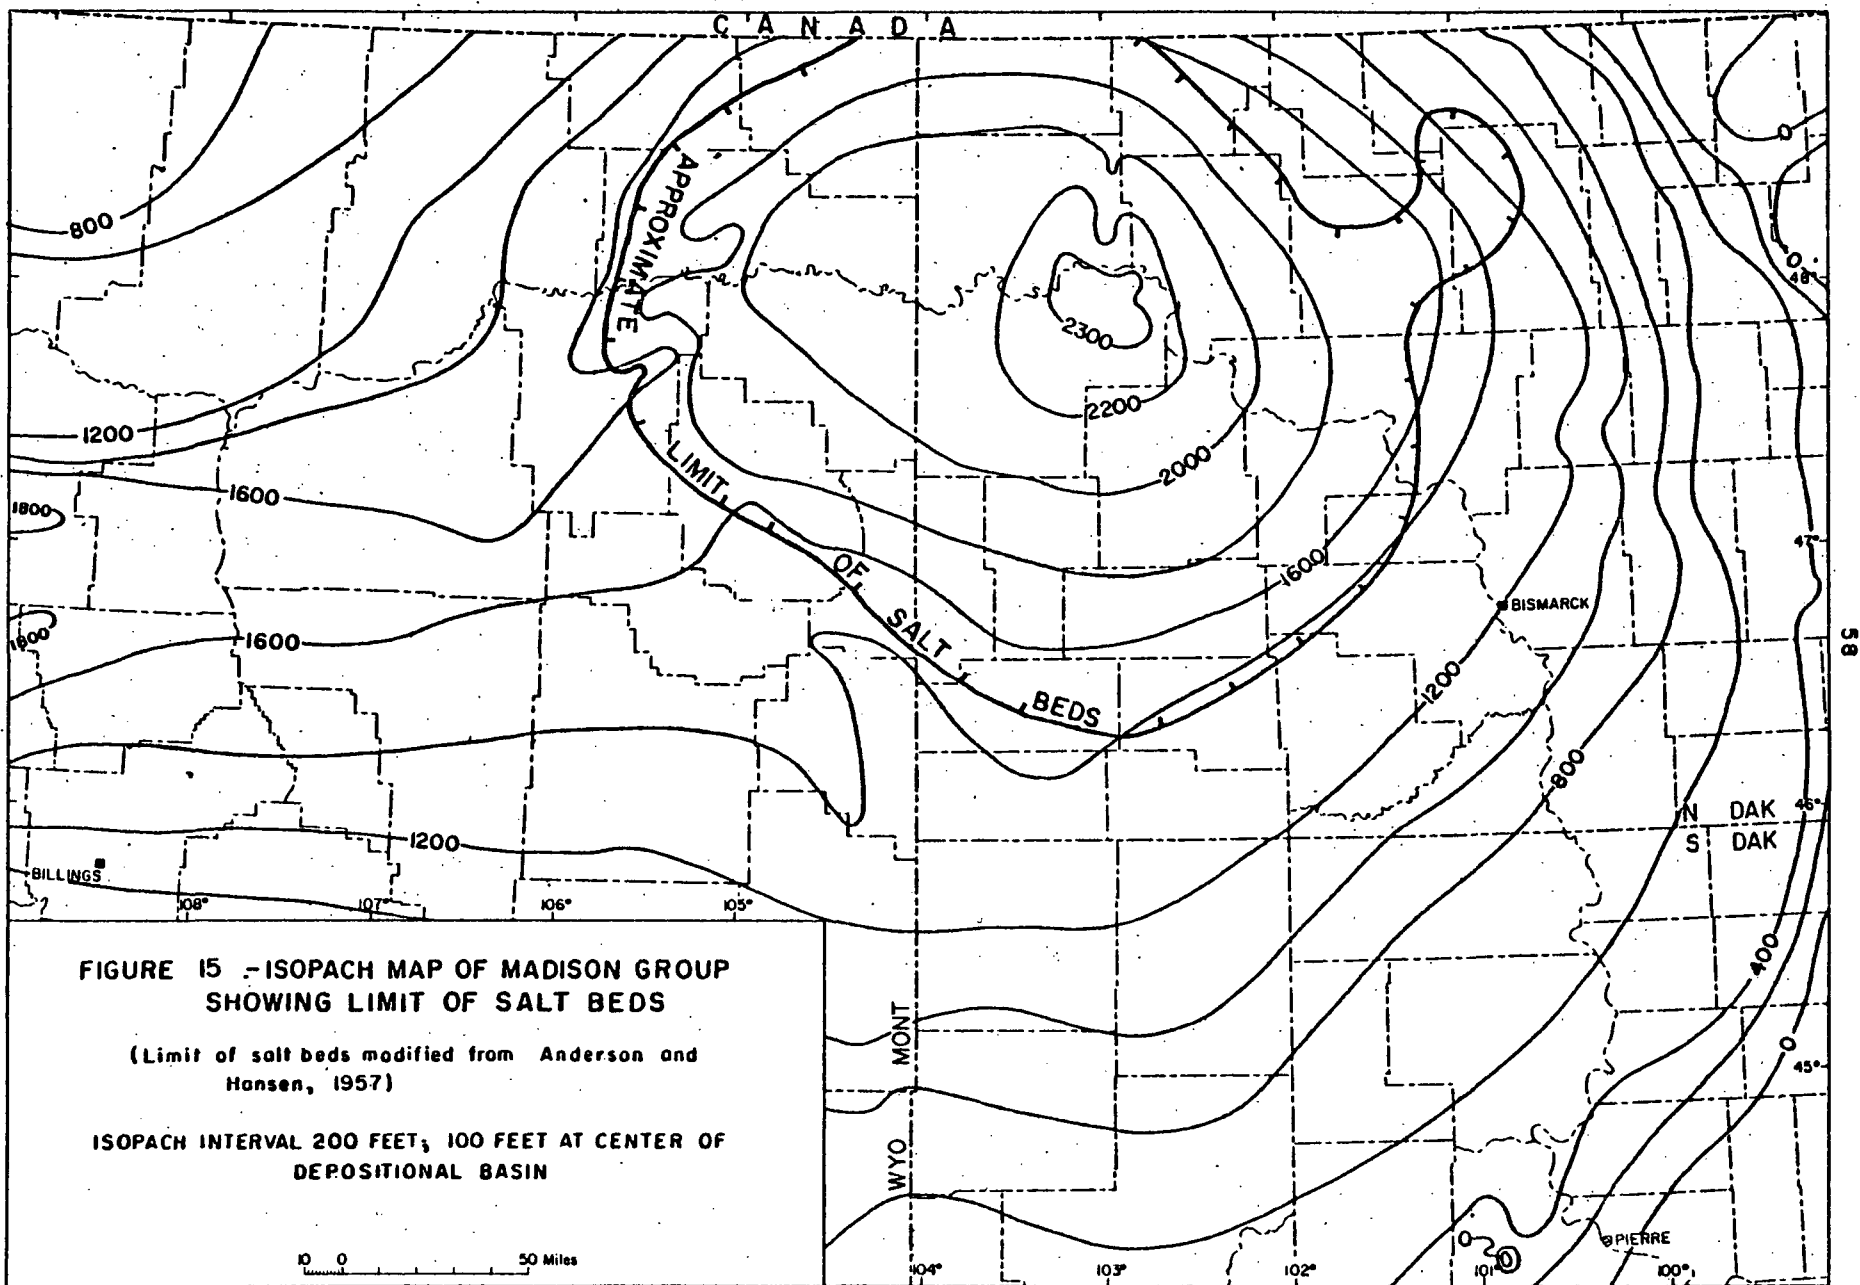 C A N A D A
800
0
APPROXIMATE
0
48°
2300
2200
1200
LIMIT
2000
1600
1800
47°
OF
1600
BISMARCK
1800
1600
SALT
58
1200
BEDS
800
N DAK
46°
S DAK
1200
BILLINGS
108°
107°
106°
105°
400
FIGURE 15 .-ISOPACH MAP OF MADISON GROUP
SHOWING LIMIT OF SALT BEDS
(Limit of salt beds modified from Anderson and
Hansen, 1957)
MONT
0
45°
ISOPACH INTERVAL 200 FEET; 100 FEET AT CENTER OF
DEPOSITIONAL BASIN
WYO
0
0
PIERRE
10 0 50 Miles
104°
103°
102°
101°
100°